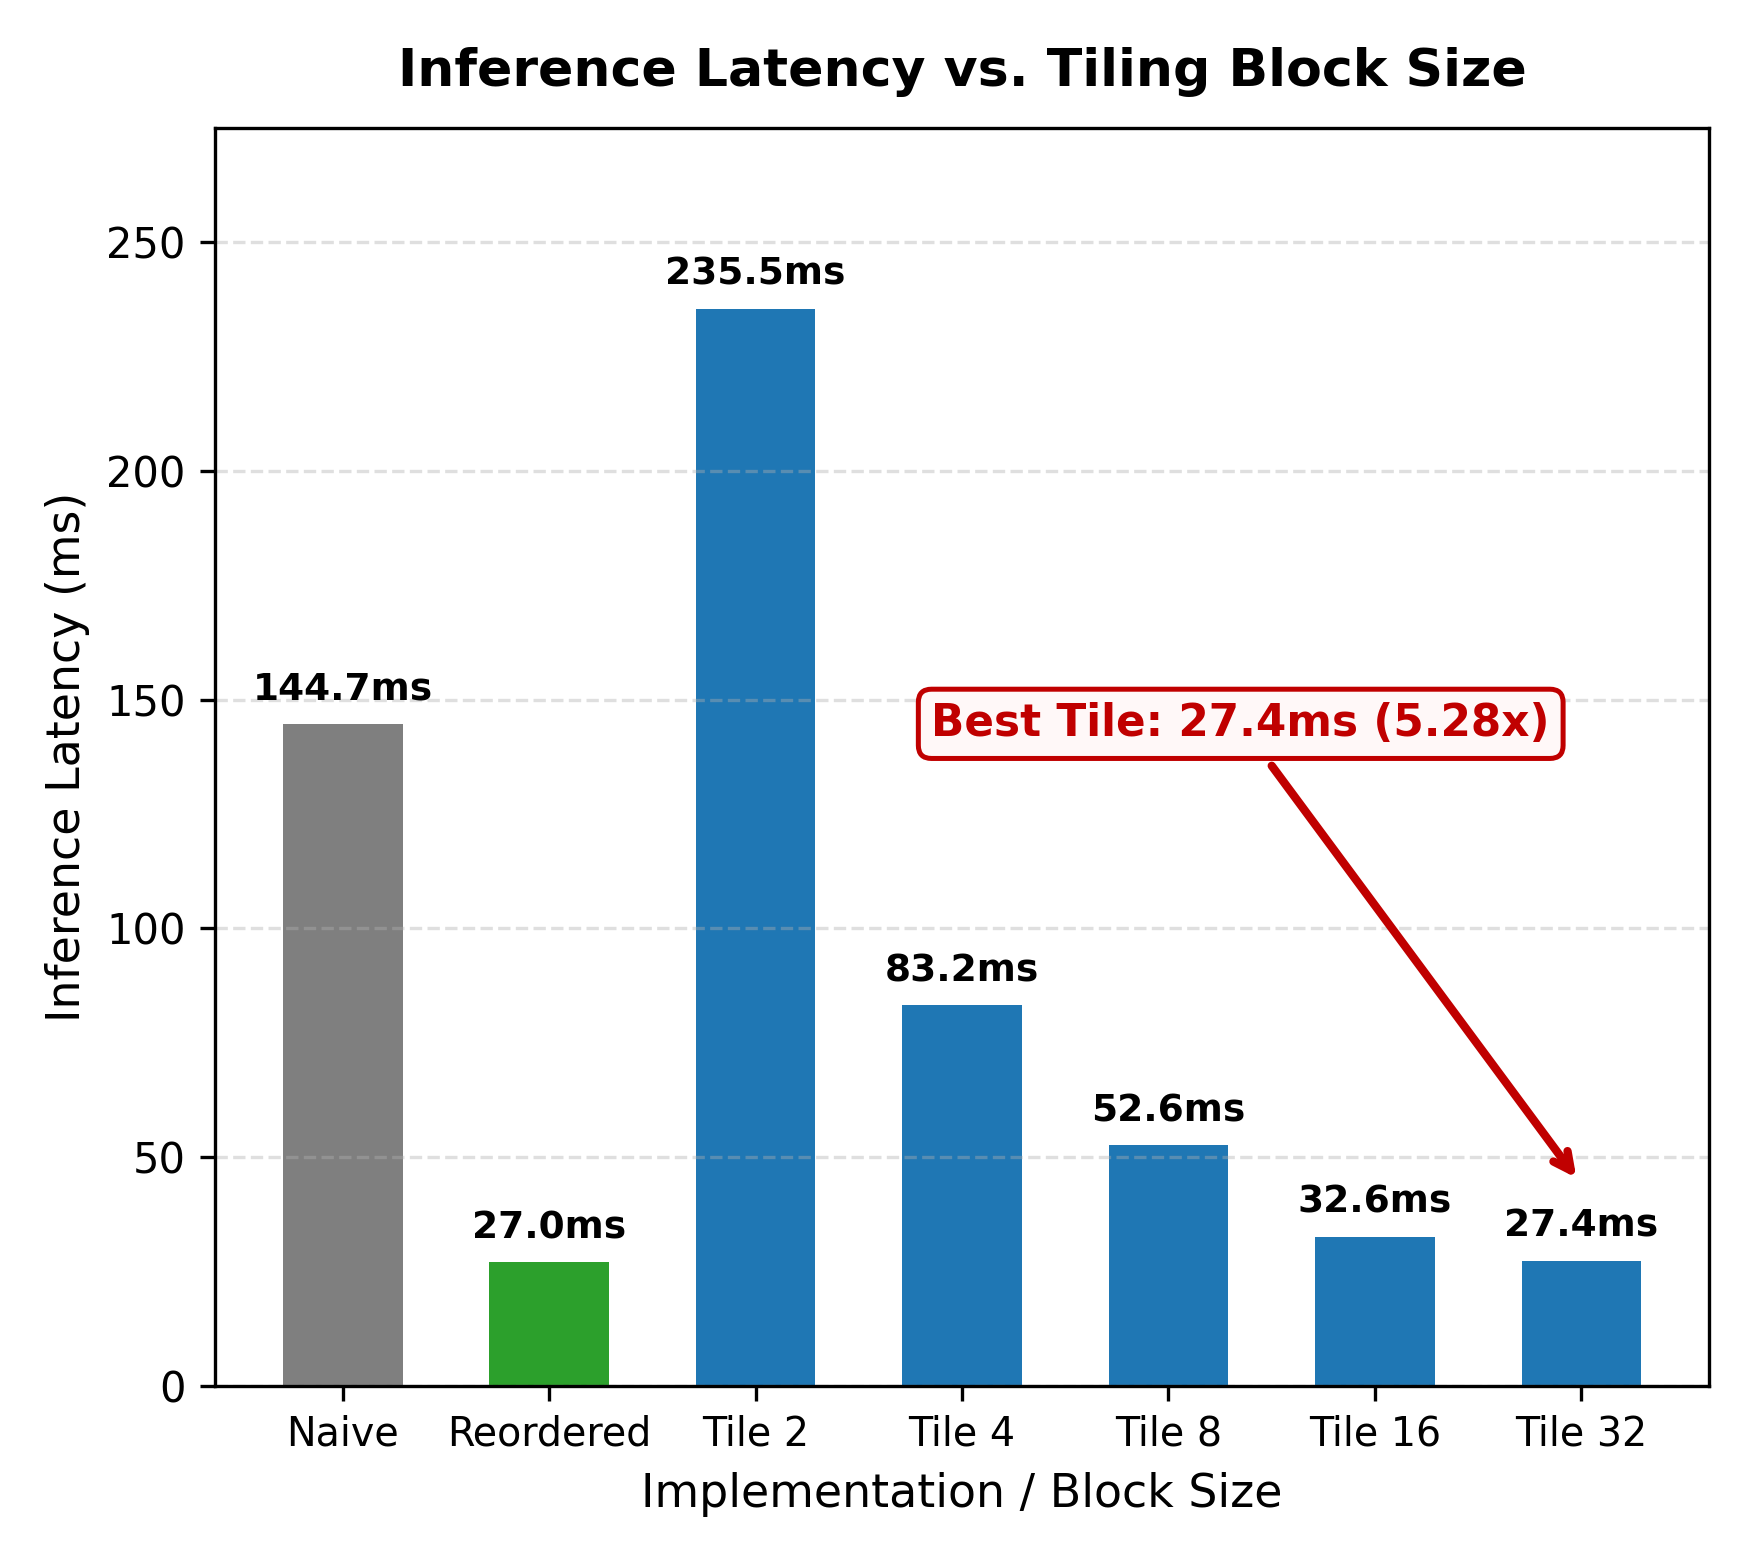 Inference Latency vs. Tiling Block Size
Inference Latency (ms)
250
200
150
100
50
0
144.7ms
27.0ms
235.5ms
83.2ms
52.6ms
32.6ms
27.4ms
Best Tile: 27.4ms (5.28x)
Naive
Reordered
Tile 2
Tile 4
Tile 8
Tile 16
Tile 32
Implementation / Block Size